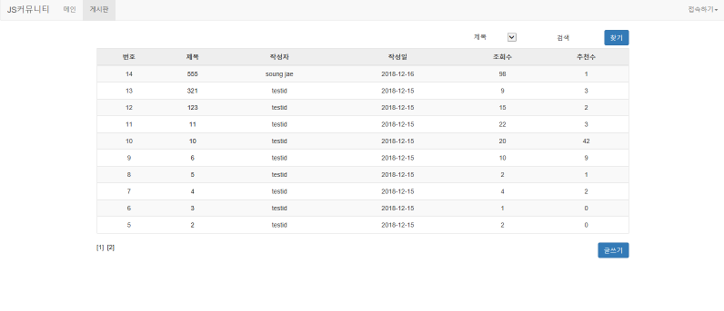 JS커뮤니티 메인 게시판 접속하기
제목 검색 찾기
번호 제목 작성자 작성일 조회수 추천수
14 555 soung jae 2018-12-16 58 1
13 321 testid 2018-12-15 9 3
12 123 testid 2018-12-15 15 2
11 11 testid 2018-12-15 22 3
10 10 testid 2018-12-15 20 42
9 6 testid 2018-12-15 10 9
8 5 testid 2018-12-15 2 1
7 4 testid 2018-12-15 4 2
6 3 testid 2018-12-15 1 0
5 2 testid 2018-12-15 2 0
[1] [2] 글쓰기